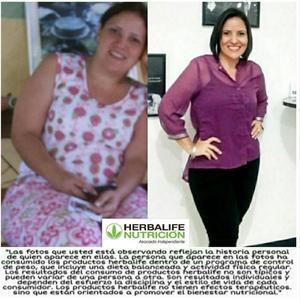 HERBALIFE
NUTRICION
Asociado Independiente
"Las fotos que usted está observando reflejan la historia personal
de quien aparece en ellas. La persona que aparece en las fotos ha
consumido los productos herbalife dentro de un programa de control
de peso, que incluye una dieta balanceada y actividad física regular.
Los resultados del consumo de productos herbalife no son típicos y
pueden variar de una persona a otra. Son resultados individuales y
dependen del esfuerzo la disciplina y el estilo de vida de cada
consumidor. Los productos herbalife no tienen efectos terapéuticos,
sino que están orientados a promover el bienestar nutricional."